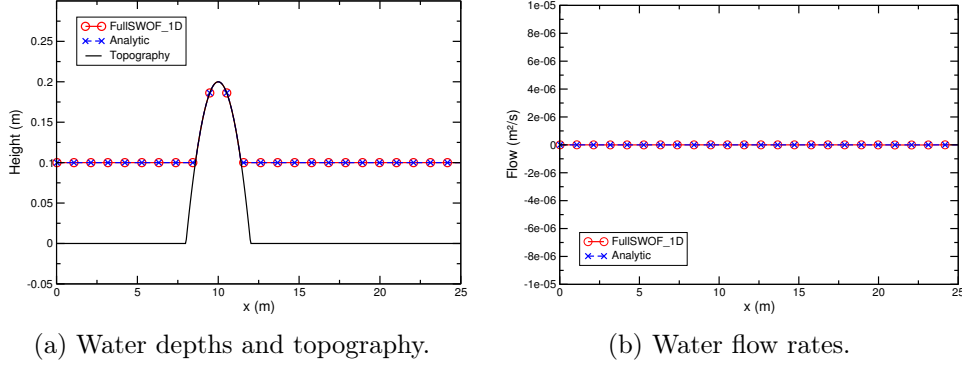 0.25
0.2
0.15
0.1
0.05
0
-0.05
Height (m)
FullSWOF_1D
Analytic
Topography
0 5 10 15 20 25
x (m)
(a) Water depths and topography.
1e-05
8e-06
6e-06
4e-06
2e-06
0
-2e-06
-4e-06
-6e-06
-8e-06
-1e-05
Flow (m²/s)
FullSWOF_1D
Analytic
0 5 10 15 20 25
x (m)
(b) Water flow rates.